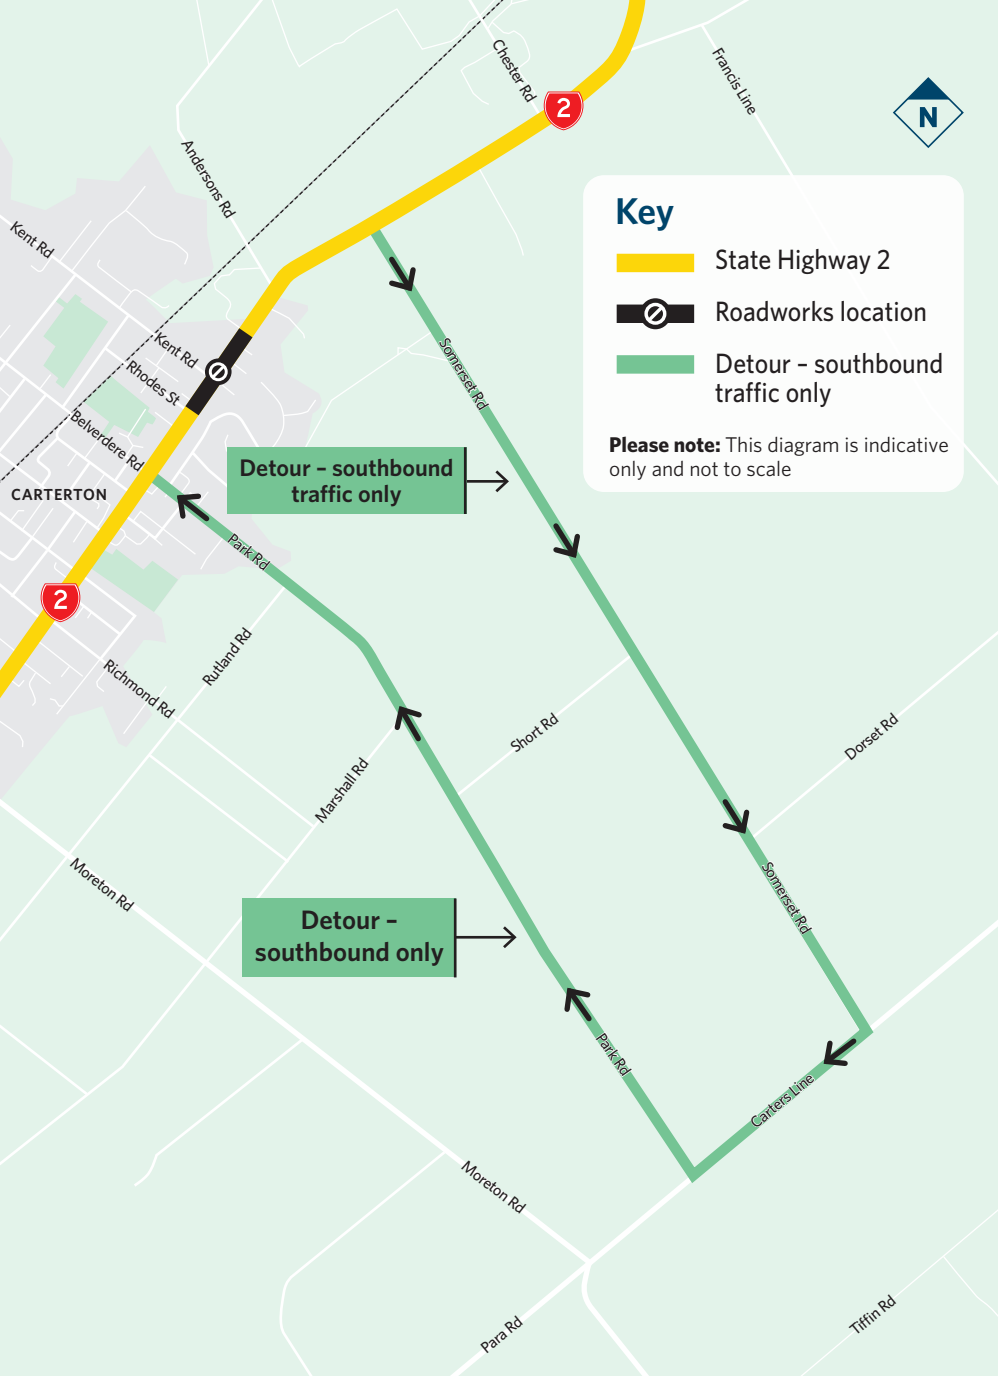 Chester Rd
Francis Line
2
N
Andersons Rd
Kent Rd
Key
State Highway 2
Roadworks location
Detour – southbound
traffic only
Please note: This diagram is indicative
only and not to scale
Kent Rd
Rhodes St
Somerset Rd
Belverdere Rd
Detour – southbound
traffic only
CARTERTON
Park Rd
2
Rutland Rd
Richmond Rd
Short Rd
Dorset Rd
Marshall Rd
Moreton Rd
Somerset Rd
Detour –
southbound only
Park Rd
Carters Line
Moreton Rd
Para Rd
Tiffin Rd